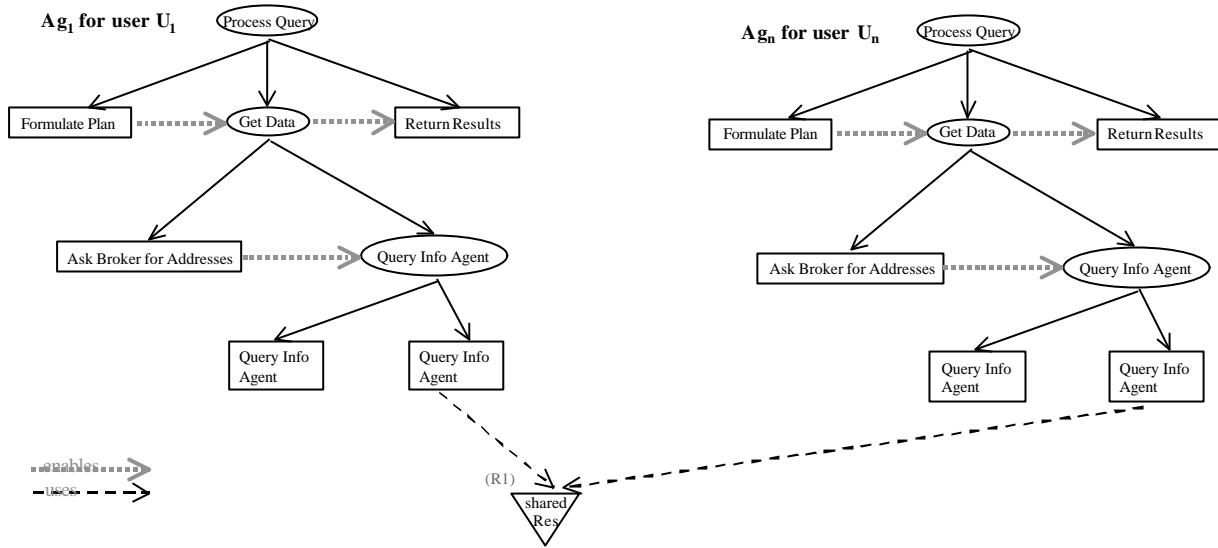 Ag1 for user U1
Process Query
Formulate Plan
Get Data
Return Results
Ask Broker for Addresses
Query Info Agent
Query Info
Agent
Query Info
Agent
Agn for user Un
Process Query
Formulate Plan
Get Data
Return Results
Ask Broker for Addresses
Query Info Agent
Query Info
Agent
Query Info
Agent
enables
uses
(R1)
shared
Res